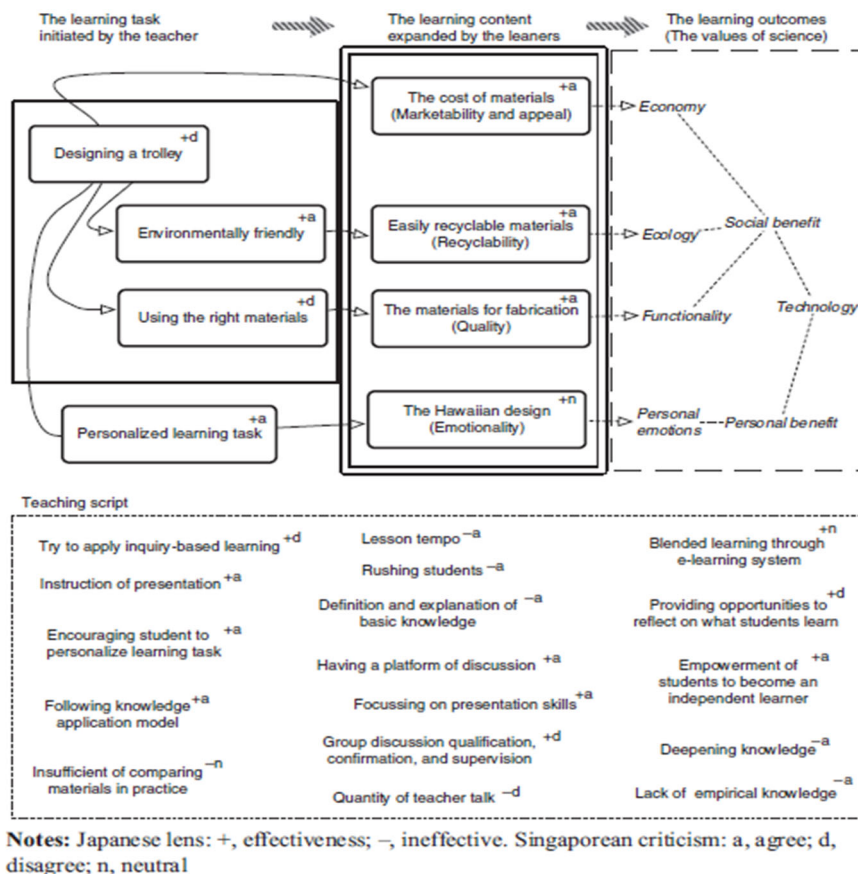 The learning task
initiated by the teacher
The learning content
expanded by the leaners
The learning outcomes
(The values of science)
Designing a trolley +d
Environmentally friendly +a
Using the right materials +d
Personalized learning task +a
The cost of materials +a
(Marketability and appeal)
Easily recyclable materials +a
(Recyclability)
The materials for fabrication +a
(Quality)
The Hawaiian design +n
(Emotionality)
Economy
Ecology
Functionality
Personal
emotions
Social benefit
Personal benefit
Technology
Teaching script
Try to apply inquiry-based learning +d
Instruction of presentation +a
Encouraging student to +a
personalize learning task
Following knowledge +a
application model
Insufficient of comparing –n
materials in practice
Lesson tempo –a
Rushing students –a
Definition and explanation of –a
basic knowledge
Having a platform of discussion +a
Focussing on presentation skills +a
Group discussion qualification, +d
confirmation, and supervision
Quantity of teacher talk –d
+n
Blended learning through
e-learning system
+d
Providing opportunities to
reflect on what students learn
Empowerment of +a
students to become an
independent learner
Deepening knowledge –a
Lack of empirical knowledge –a
Notes: Japanese lens: +, effectiveness; –, ineffective. Singaporean criticism: a, agree; d,
disagree; n, neutral